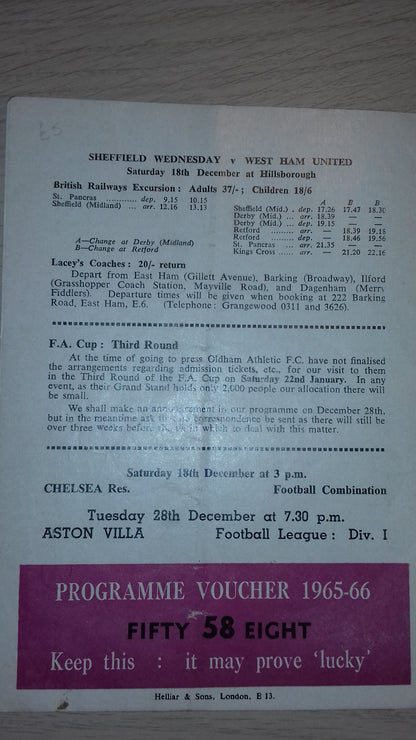 SHEFFIELD WEDNESDAY v WEST HAM UNITED
Saturday 18th December at Hillsborough
British Railways Excursion : Adults 37/- ; Children 18/6
St. Pancras ............ dep. 9.15 10.15
Sheffield (Midland) ... arr. 12.16 13.13
A B B
Sheffield (Mid.) . dep. 17.26 17.47 18.30
Derby (Mid.) ... arr. 18.39 — —
Derby (Mid.) ... dep. 19.15 — —
Retford ......... arr. — 18.39 19.18
Retford ......... dep. — 18.46 19.56
St. Pancras ... arr. 21.35 — —
Kings Cross ... arr. — 21.20 22.16
A—Change at Derby (Midland)
B—Change at Retford
Lacey's Coaches : 20/- return
Depart from East Ham (Gillett Avenue), Barking (Broadway), Ilford
(Grasshopper Coach Station, Mayville Road), and Dagenham (Merry
Fiddlers). Departure times will be given when booking at 222 Barking
Road, East Ham, E.6. (Telephone : Grangewood 0311 and 3626).
F.A. Cup : Third Round
At the time of going to press Oldham Athletic F.C. have not finalised
the arrangements regarding admission tickets, etc., for our visit to them
in the Third Round of the F.A. Cup on Saturday 22nd January. In any
event, as their Grand Stand holds only 2,000 people our allocation there will
be small.
We shall make an announcement in our programme on December 28th,
but in the meantime ask that no correspondence be sent as there will still be
over three weeks before the tie in which to deal with this matter.
Saturday 18th December at 3 p.m.
CHELSEA Res. Football Combination
Tuesday 28th December at 7.30 p.m.
ASTON VILLA Football League : Div. I
PROGRAMME VOUCHER 1965-66
FIFTY 58 EIGHT
Keep this : it may prove 'lucky'
Helliar & Sons, London, E 13.